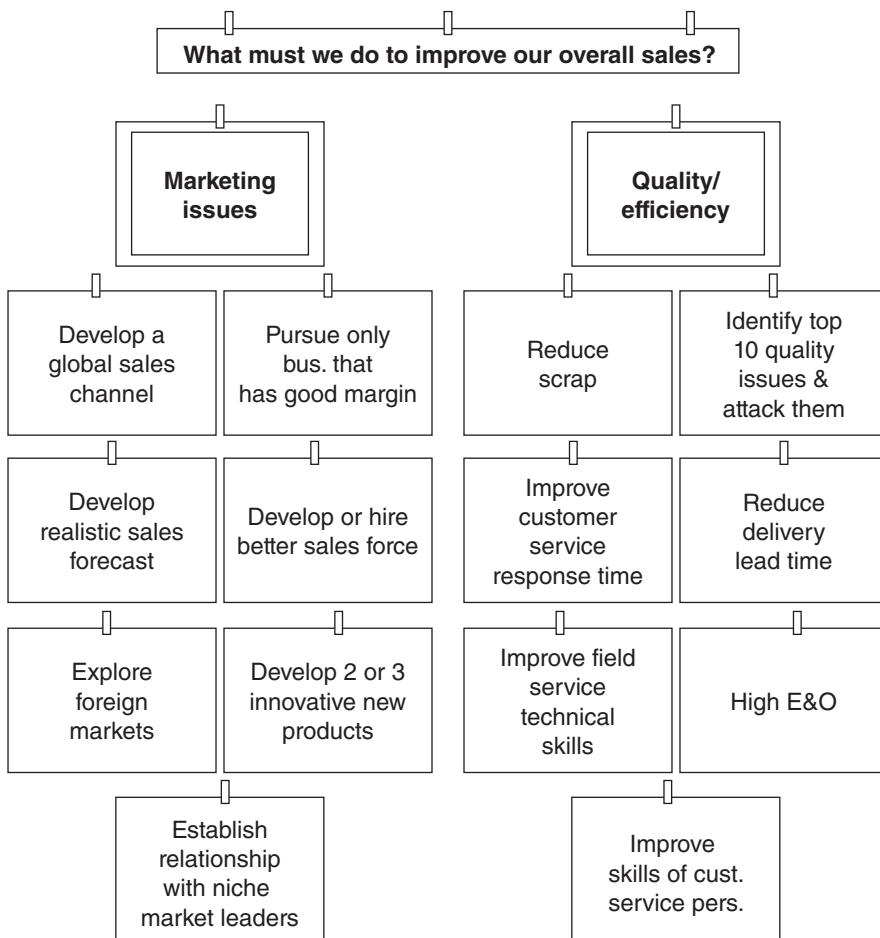 What must we do to improve our overall sales?
Marketing
issues
Develop a
global sales
channel
Pursue only
bus. that
has good margin
Develop
realistic sales
forecast
Develop or hire
better sales force
Explore
foreign
markets
Develop 2 or 3
innovative new
products
Establish
relationship
with niche
market leaders
Quality/
efficiency
Reduce
scrap
Identify top
10 quality
issues &
attack them
Improve
customer
service
response time
Reduce
delivery
lead time
Improve field
service
technical
skills
High E&O
Improve
skills of cust.
service pers.